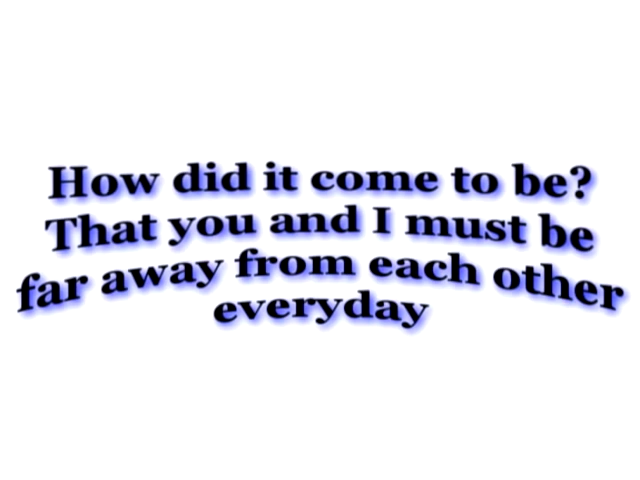 How did it come to be?
That you and I must be
far away from each other
everyday